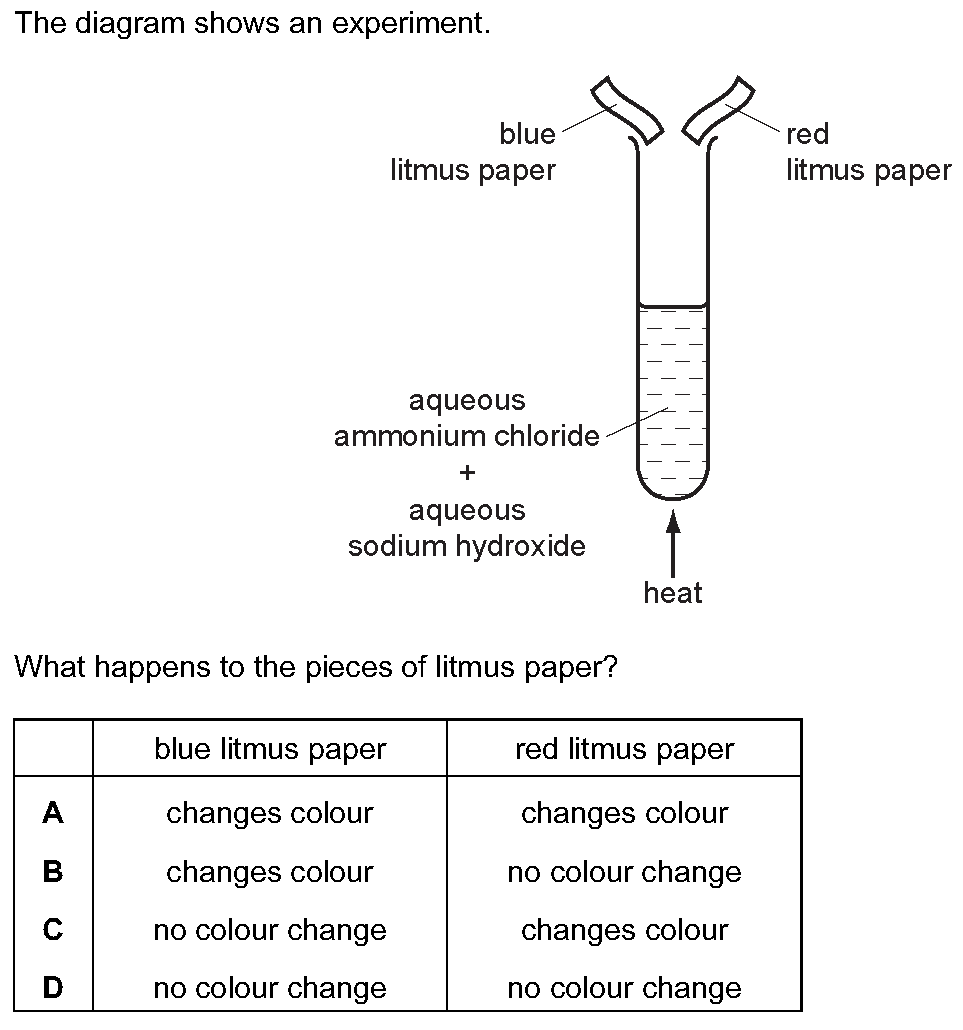 The diagram shows an experiment.
blue
litmus paper
red
litmus paper
aqueous
ammonium chloride
+
aqueous
sodium hydroxide
heat
What happens to the pieces of litmus paper?
blue litmus paper red litmus paper
A changes colour changes colour
B changes colour no colour change
C no colour change changes colour
D no colour change no colour change